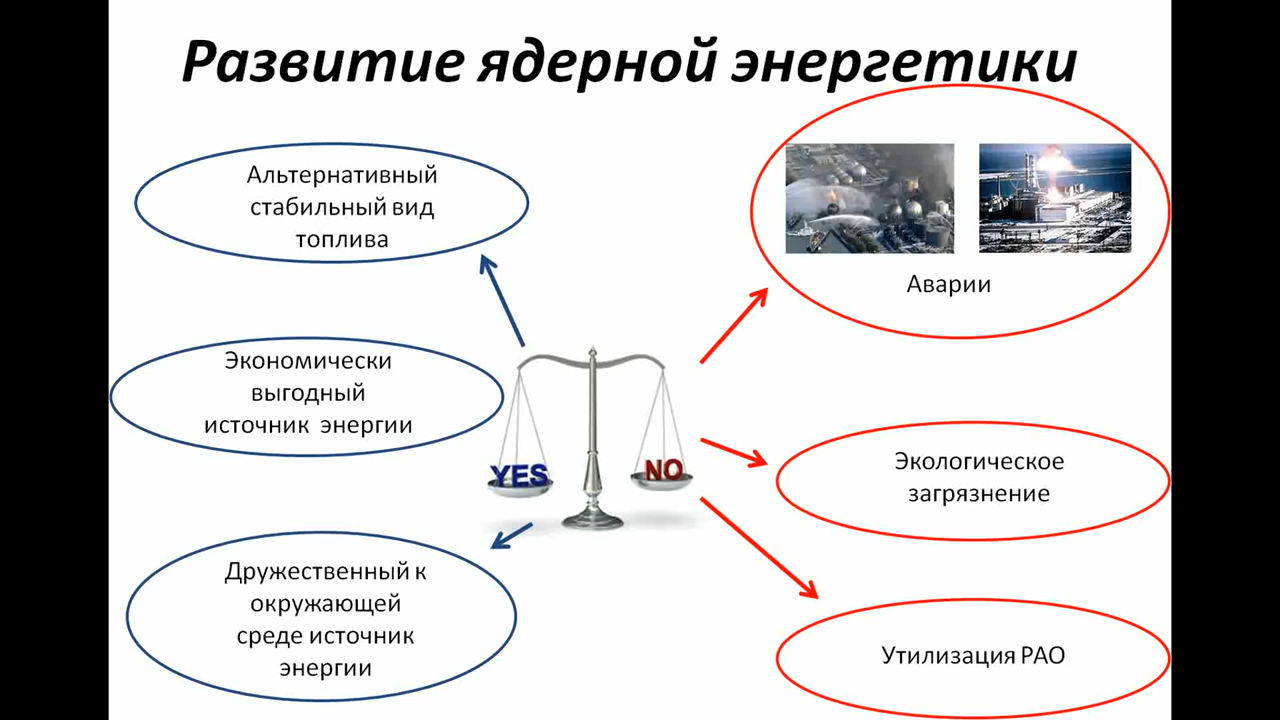 Развитие ядерной энергетики
Альтернативный
стабильный вид
топлива
Экономически
выгодный
источник энергии
Дружественный к
окружающей
среде источник
энергии
YES
NO
Аварии
Экологическое
загрязнение
Утилизация РАО